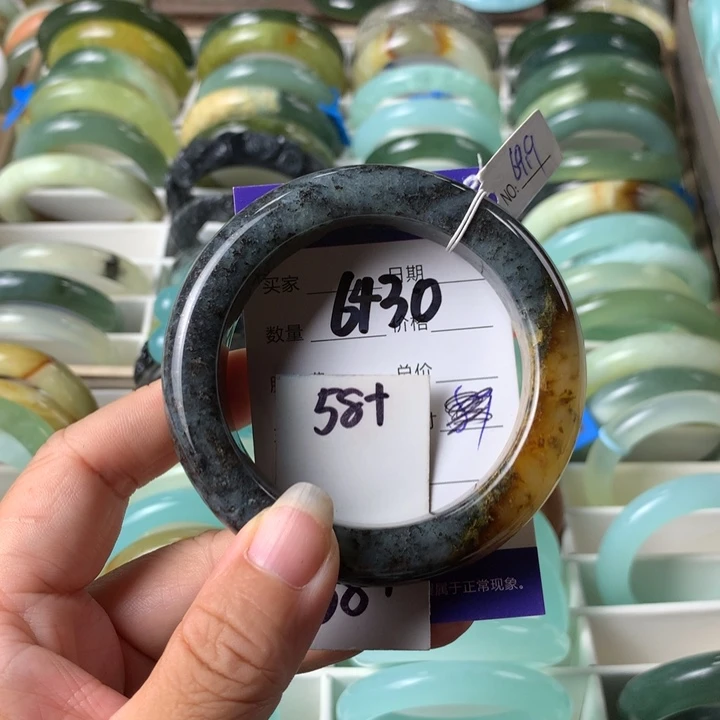 NO: 619
买家 日期
6430
数量 价格
总价
58+
属于正常现象。